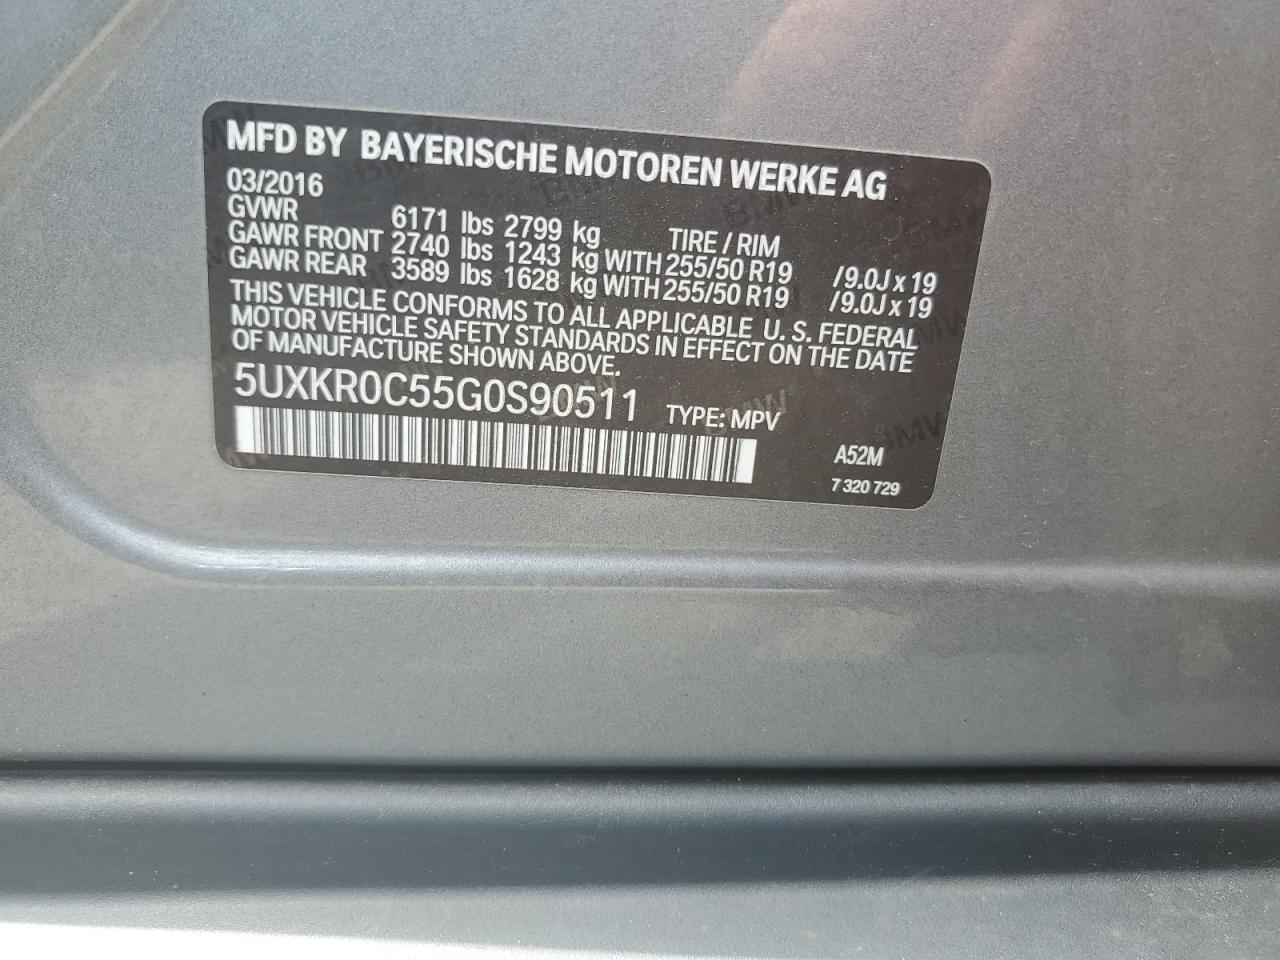 MFD BY BAYERISCHE MOTOREN WERKE AG
03/2016
GVWR 6171 lbs 2799 kg TIRE / RIM
GAWR FRONT 2740 lbs 1243 kg WITH 255/50 R19 /9.0J x 19
GAWR REAR 3589 lbs 1628 kg WITH 255/50 R19 /9.0J x 19
THIS VEHICLE CONFORMS TO ALL APPLICABLE U. S. FEDERAL
MOTOR VEHICLE SAFETY STANDARDS IN EFFECT ON THE DATE
OF MANUFACTURE SHOWN ABOVE.
5UXKR0C55G0S90511 TYPE: MPV
A52M
7 320 729